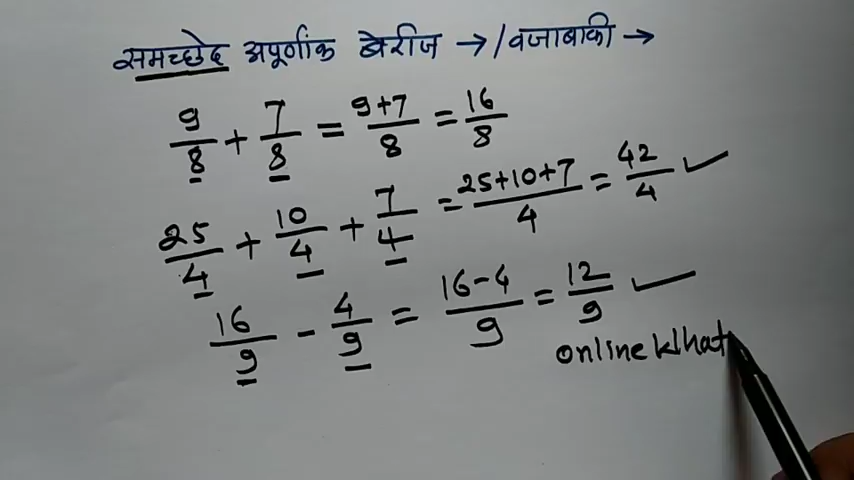 समच्छेद अपूर्णांक बेरीज →/वजाबाकी →
9/8 + 7/8 = 9+7/8 = 16/8
25/4 + 10/4 + 7/4 = 25+10+7/4 = 42/4 ✓
16/9 - 4/9 = 16-4/9 = 12/9 ✓
onlineklhat